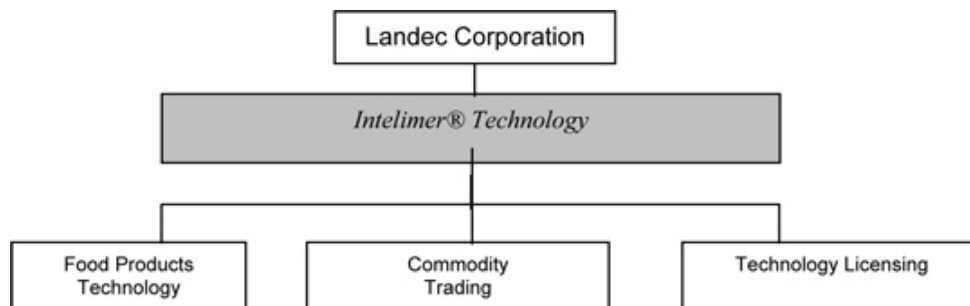 Landec Corporation
Intelimer® Technology
Food Products
Technology
Commodity
Trading
Technology Licensing